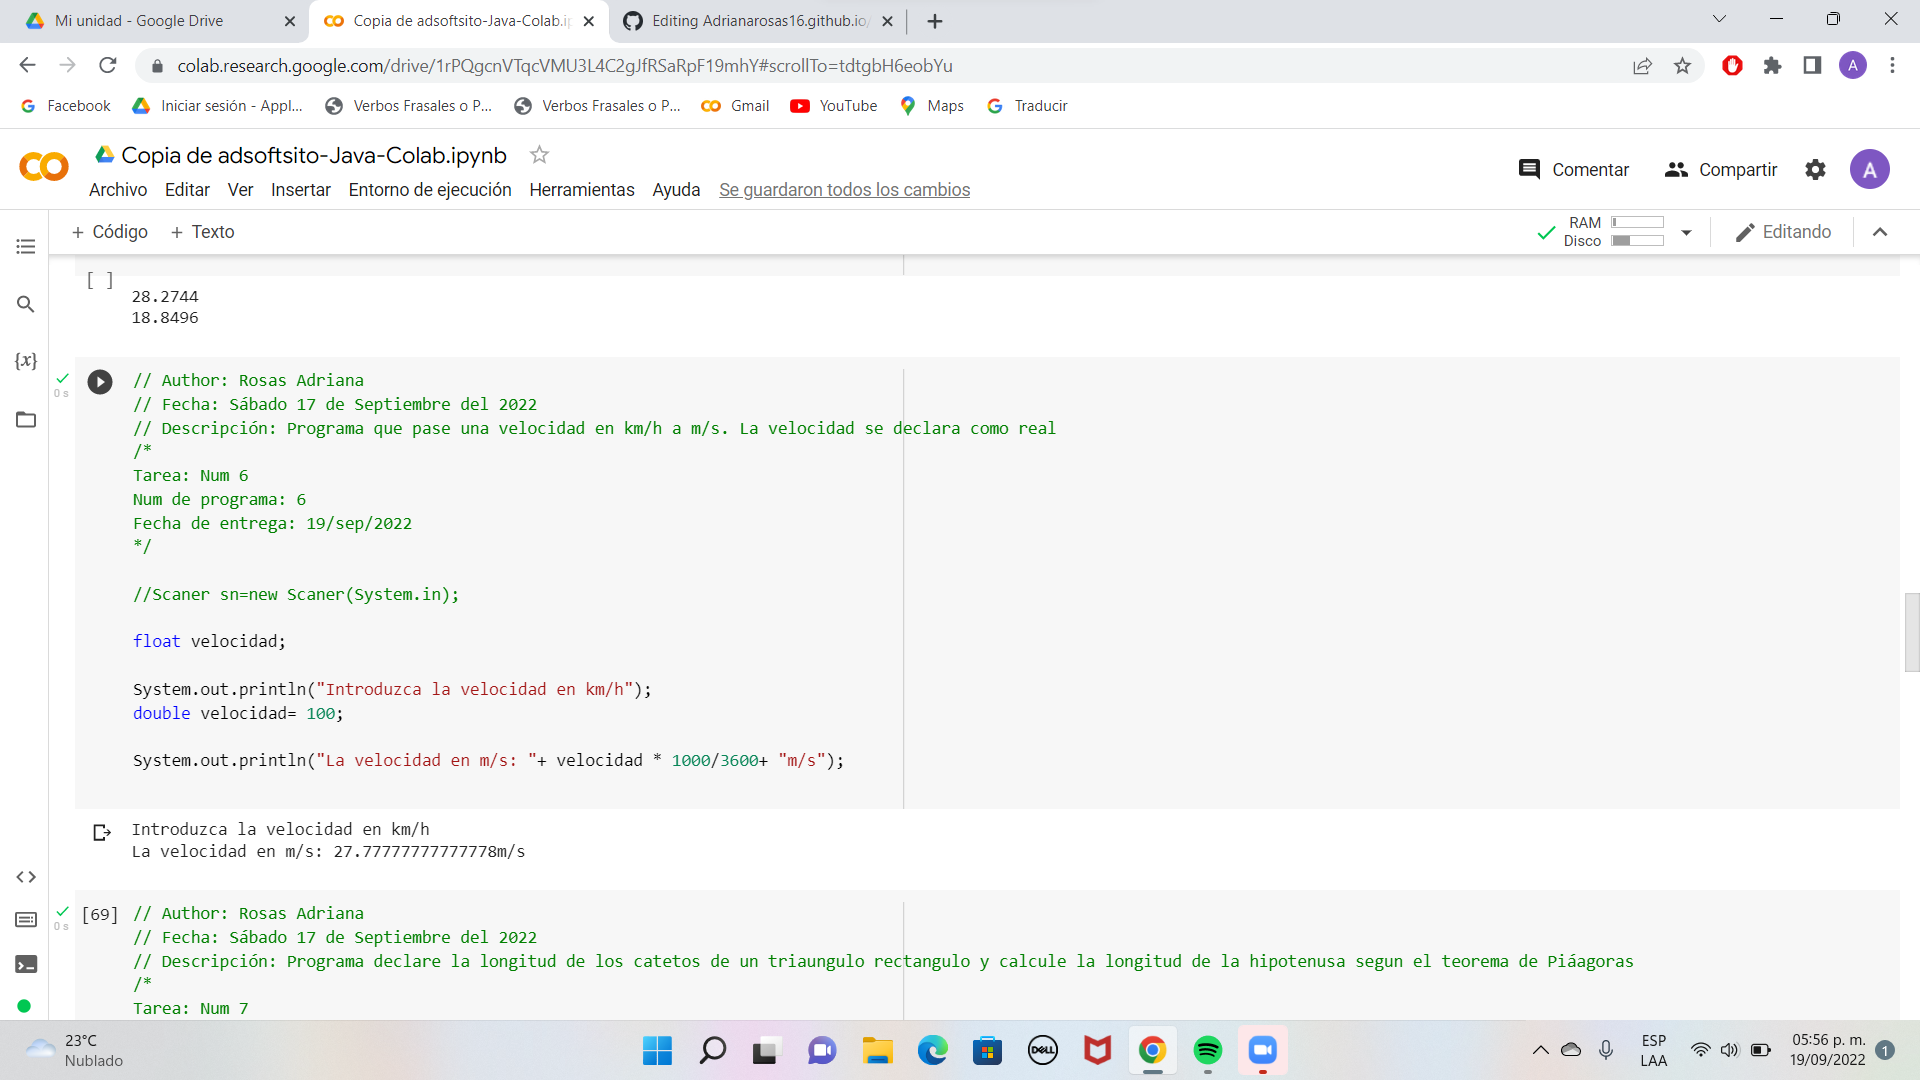 Mi unidad - Google Drive
Copia de adsoftsito-Java-Colab.i
Editing Adrianarosas16.github.io/
colab.research.google.com/drive/1rPQgcnVTqcVMU3L4C2gJfRSaRpF19mhY#scrollTo=tdtgbH6eobYu
A
Facebook
Iniciar sesión - Appl...
Verbos Frasales o P...
Verbos Frasales o P...
Gmail
YouTube
Maps
Traducir
Copia de adsoftsito-Java-Colab.ipynb
Comentar
Compartir
A
Archivo Editar Ver Insertar Entorno de ejecución Herramientas Ayuda Se guardaron todos los cambios
+ Código + Texto
RAM
Disco
Editando
[ ]
28.2744
18.8496
{x}
0 s
// Author: Rosas Adriana
// Fecha: Sábado 17 de Septiembre del 2022
// Descripción: Programa que pase una velocidad en km/h a m/s. La velocidad se declara como real
/*
Tarea: Num 6
Num de programa: 6
Fecha de entrega: 19/sep/2022
*/
//Scaner sn=new Scaner(System.in);
float velocidad;
System.out.println("Introduzca la velocidad en km/h");
double velocidad= 100;
System.out.println("La velocidad en m/s: "+ velocidad * 1000/3600+ "m/s");
Introduzca la velocidad en km/h
La velocidad en m/s: 27.77777777777778m/s
0 s
[69] // Author: Rosas Adriana
// Fecha: Sábado 17 de Septiembre del 2022
// Descripción: Programa declare la longitud de los catetos de un triaungulo rectangulo y calcule la longitud de la hipotenusa segun el teorema de Piáagoras
/*
Tarea: Num 7
23°C
Nublado
DELL
ESP
LAA
05:56 p. m.
19/09/2022
1